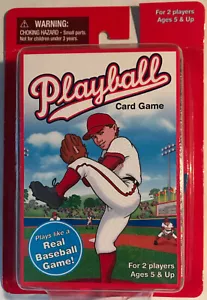 WARNING:
CHOKING HAZARD - Small parts.
Not for children under 3 years.
For 2 players
Ages 5 & Up
Playball
Card Game
Plays like a
Real
Baseball
Game!
For 2 players
Ages 5 & Up